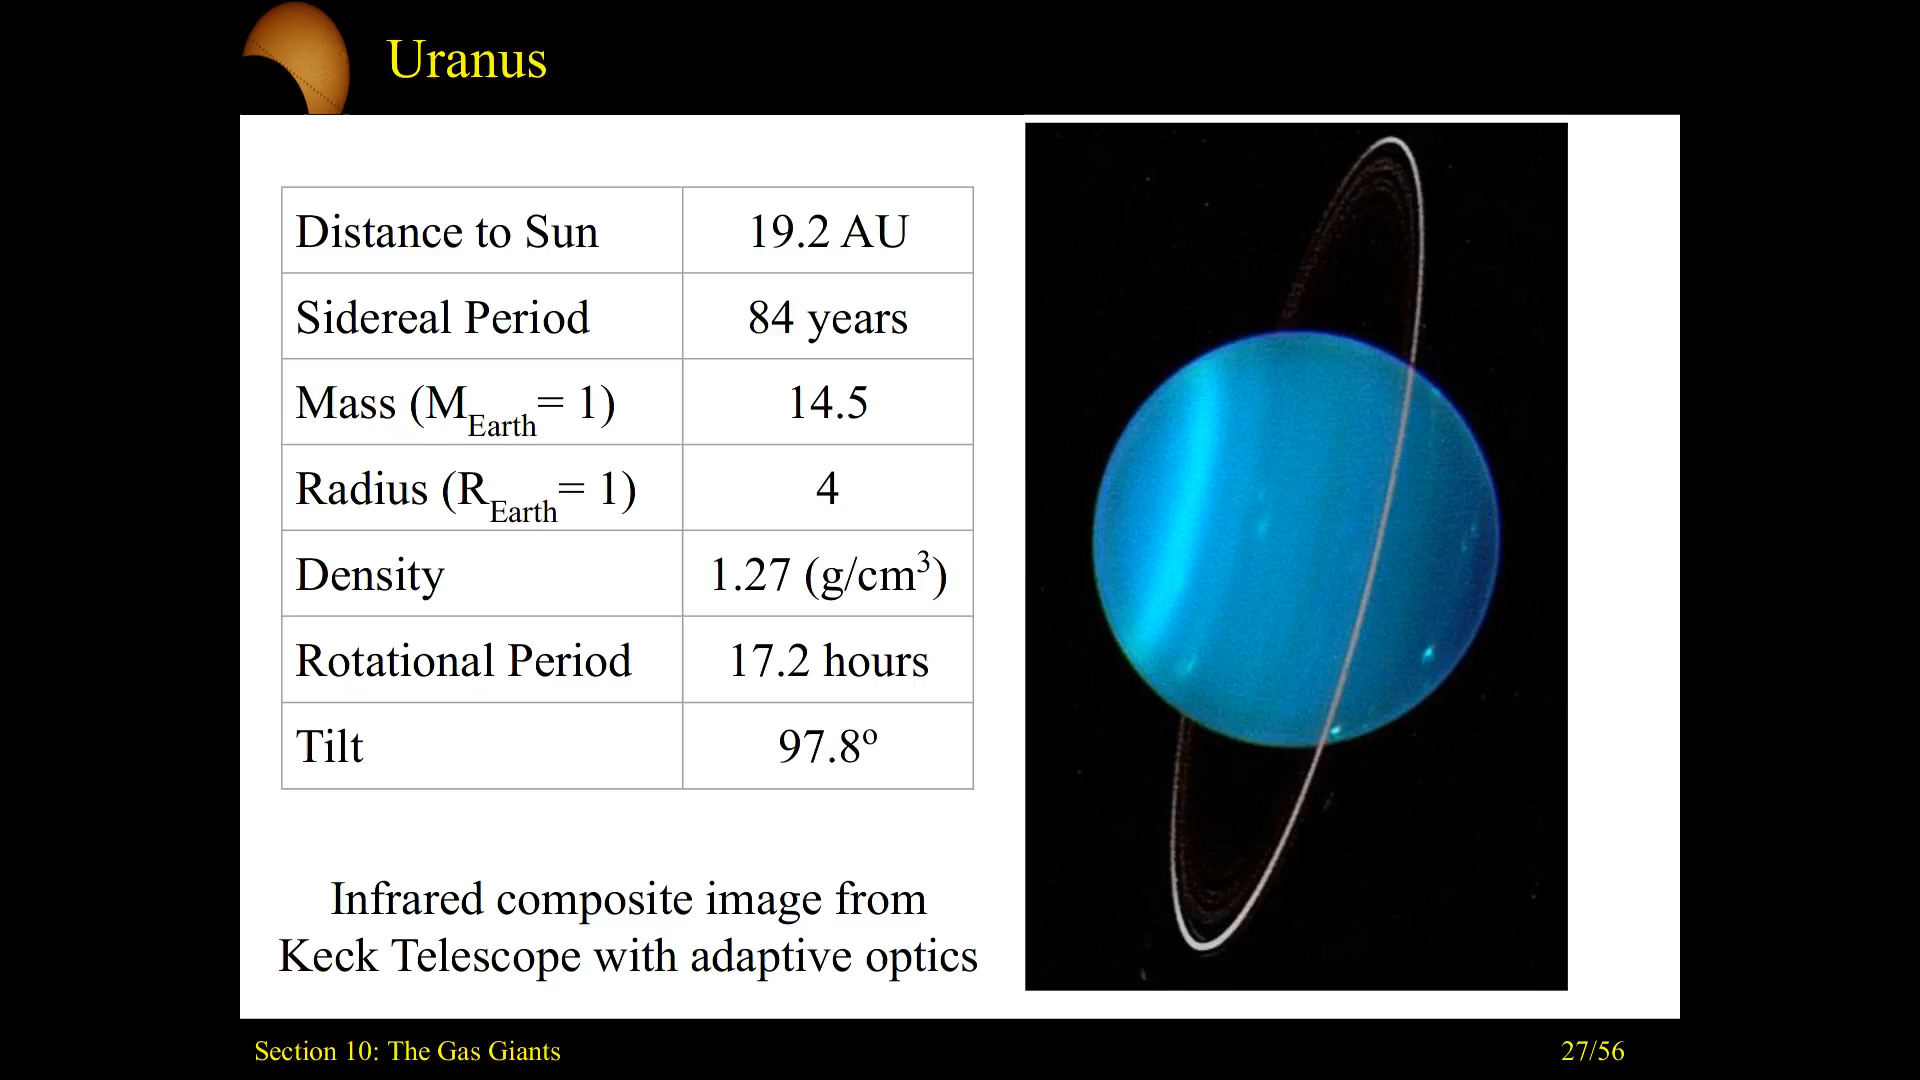 Uranus
Distance to Sun 19.2 AU
Sidereal Period 84 years
Mass (M_Earth= 1) 14.5
Radius (R_Earth= 1) 4
Density 1.27 (g/cm³)
Rotational Period 17.2 hours
Tilt 97.8º
Infrared composite image from
Keck Telescope with adaptive optics
Section 10: The Gas Giants 27/56